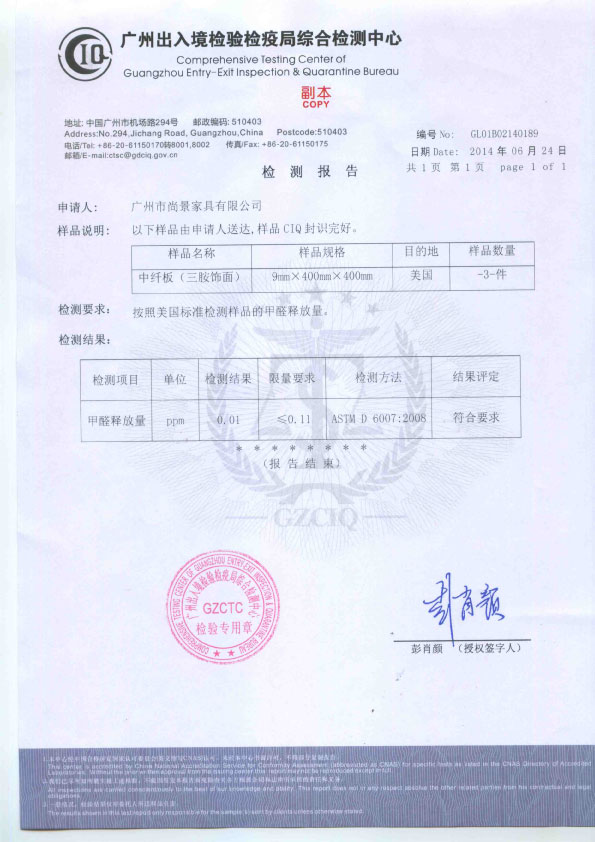 CIQ
广州出入境检验检疫局综合检测中心
Comprehensive Testing Center of
Guangzhou Entry-Exit Inspection & Quarantine Bureau
副本
COPY
地址: 中国广州市机场路294号 邮政编码: 510403
Address:No.294,Jichang Road, Guangzhou,China Postcode:510403
电话/Tel: +86-20-61150170转8001,8002 传真/Fax: +86-20-61150175
邮箱/E-mail:ctsc@gdciq.gov.cn
编号 No: GL01B02140189
日期 Date: 2014 年 06 月 24 日
共 1 页 第 1 页 page 1 of 1
检 测 报 告
申请人: 广州市尚景家具有限公司
样品说明: 以下样品由申请人送达,样品 CIQ 封识完好。
样品名称 样品规格 目的地 样品数量
中纤板（三胺饰面） 9mm×400mm×400mm 美国 -3-件
检测要求: 按照美国标准检测样品的甲醛释放量。
检测结果:
检测项目 单位 检测结果 限量要求 检测方法 结果评定
甲醛释放量 ppm 0.01 ≤0.11 ASTM D 6007:2008 符合要求
* * * * * * * *
(报 告 结 束)
GZCIQ
COMPREHENSIVE TESTING CENTER OF GUANGZHOU ENTRY-EXIT INSPECTION & QUARANTINE BUREAU
广州出入境检验检疫局综合检测中心
GZCTC
检验专用章
彭肖颜
彭肖颜 （授权签字人）
This center is accredited by China National Accreditation Service for Conformity Assessment (abbreviated as CNAS) for specific tests as listed in the CNAS Directory of Accredited
Laboratories. Without the prior written approval from the issuing center this report may not be reproduced except in full.
All inspections are carried conscientiously to the best of our knowledge and ability. This report does not in any respect absolve the other related parties from his contractual and legal
obligations.
The results shown in this test report only responsible for the sample(s) sent by clients unless otherwise stated.